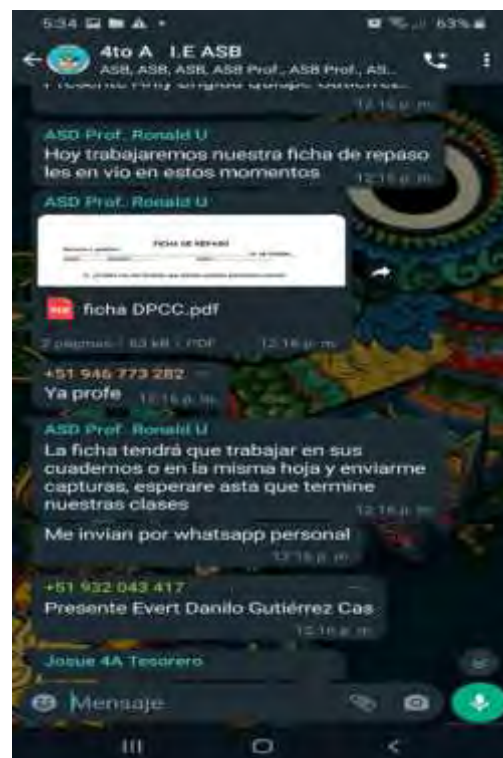 5:34
63%
4to A I.E ASB
ASB, ASB, ASB, ASB Prof., ASB Prof., AS..
12:16 p. m.
ASD Prof. Ronald U
Hoy trabajaremos nuestra ficha de repaso
les en vio en estos momentos
12:16 p. m.
ASD Prof. Ronald U
FICHA DE REPASO
PDF
ficha DPCC.pdf
2 páginas • 63 kB • PDF 12:16 p. m.
+51 946 773 282
Ya profe 12:16 p. m.
ASD Prof. Ronald U
La ficha tendrá que trabajar en sus
cuadernos o en la misma hoja y enviarme
capturas, esperare asta que termine
nuestras clases
12:16 p. m.
Me invian por whatsapp personal
12:16 p. m.
+51 932 043 417
Presente Evert Danilo Gutiérrez Cas
12:16 p. m.
Josue 4A Tesorero
Mensaje